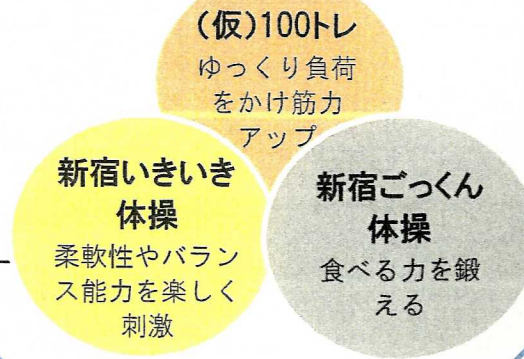 (仮)100トレ
ゆっくり負荷
をかけ筋力
アップ
新宿いきいき
体操
柔軟性やバラン
ス能力を楽しく
刺激
新宿ごっくん
体操
食べる力を鍛
える